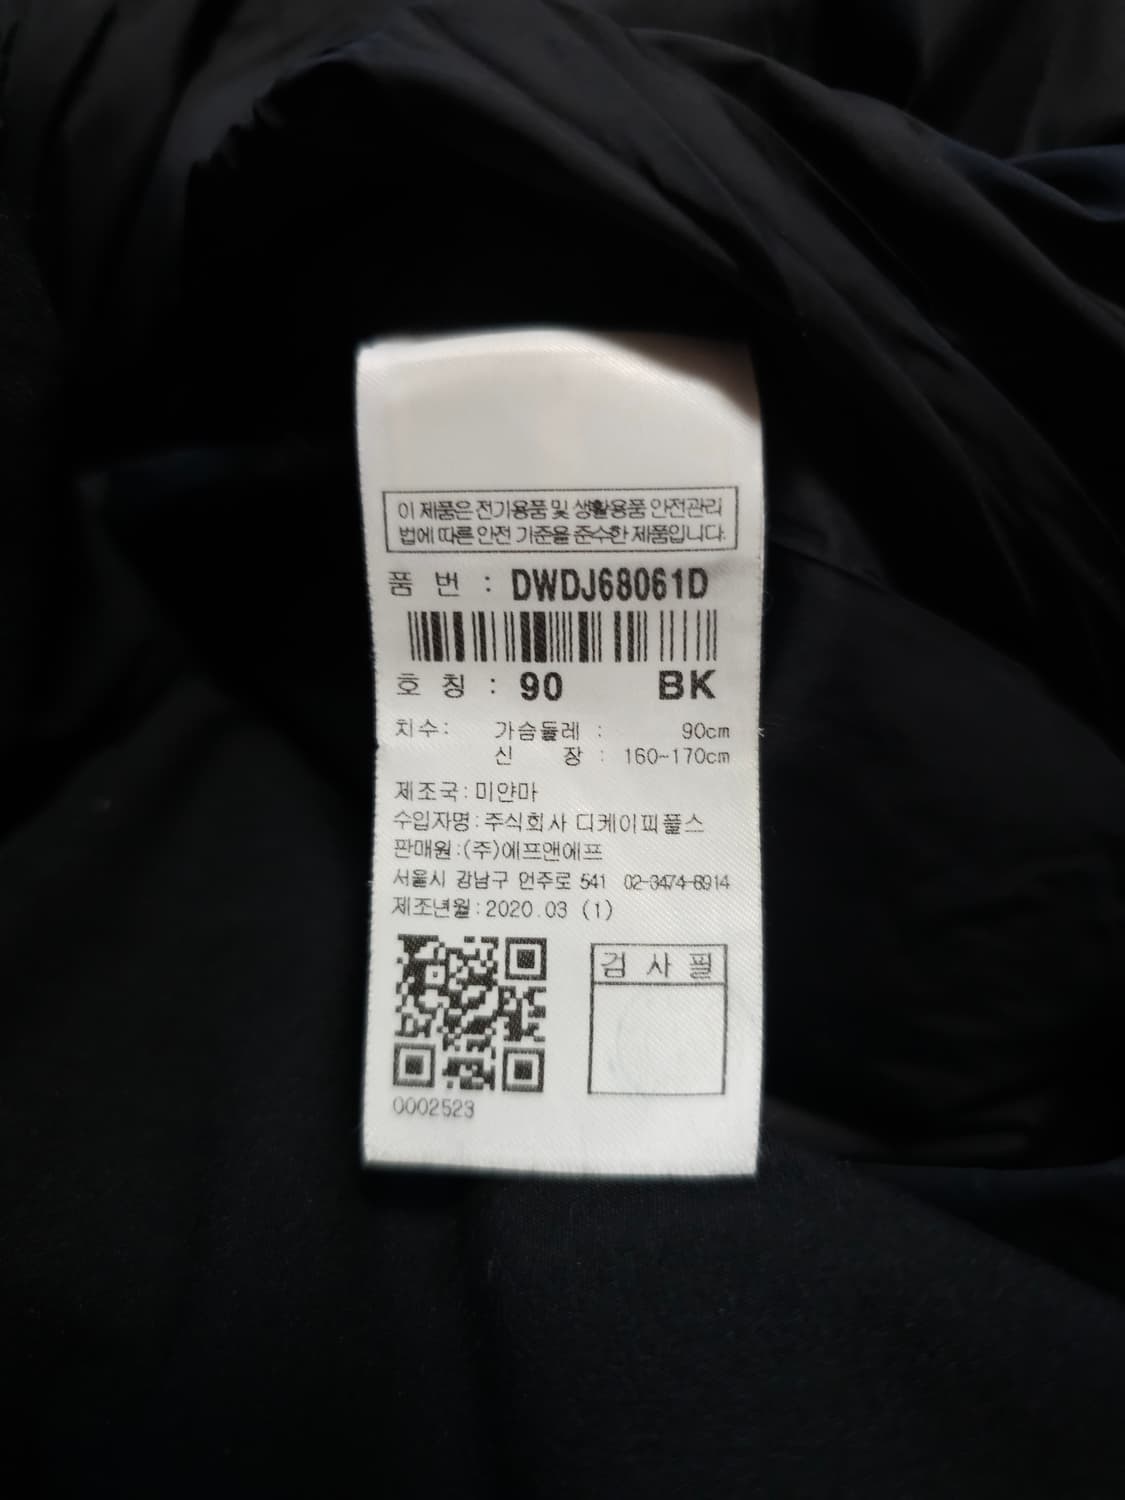 이 제품은 전기용품 및 생활용품 안전관리
법에 따른 안전 기준을 준수한 제품입니다.
품 번 : DWDJ68061D
호 칭 : 90 BK
치수: 가슴둘레 : 90cm
신 장 : 160~170cm
제조국:미얀마
수입자명:주식회사 디케이피플스
판매원:(주)에프앤에프
서울시 강남구 언주로 541 02-3474-8914
제조년월:2020.03 (1)
검 사 필
0002523